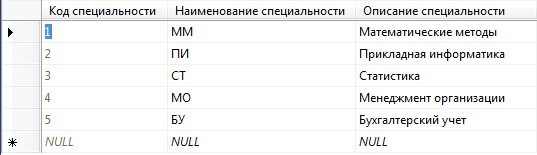 Код специальности Наименование специальности Описание специальности
1 ММ Математические методы
2 ПИ Прикладная информатика
3 СТ Статистика
4 МО Менеджмент организации
5 БУ Бухгалтерский учет
NULL NULL NULL